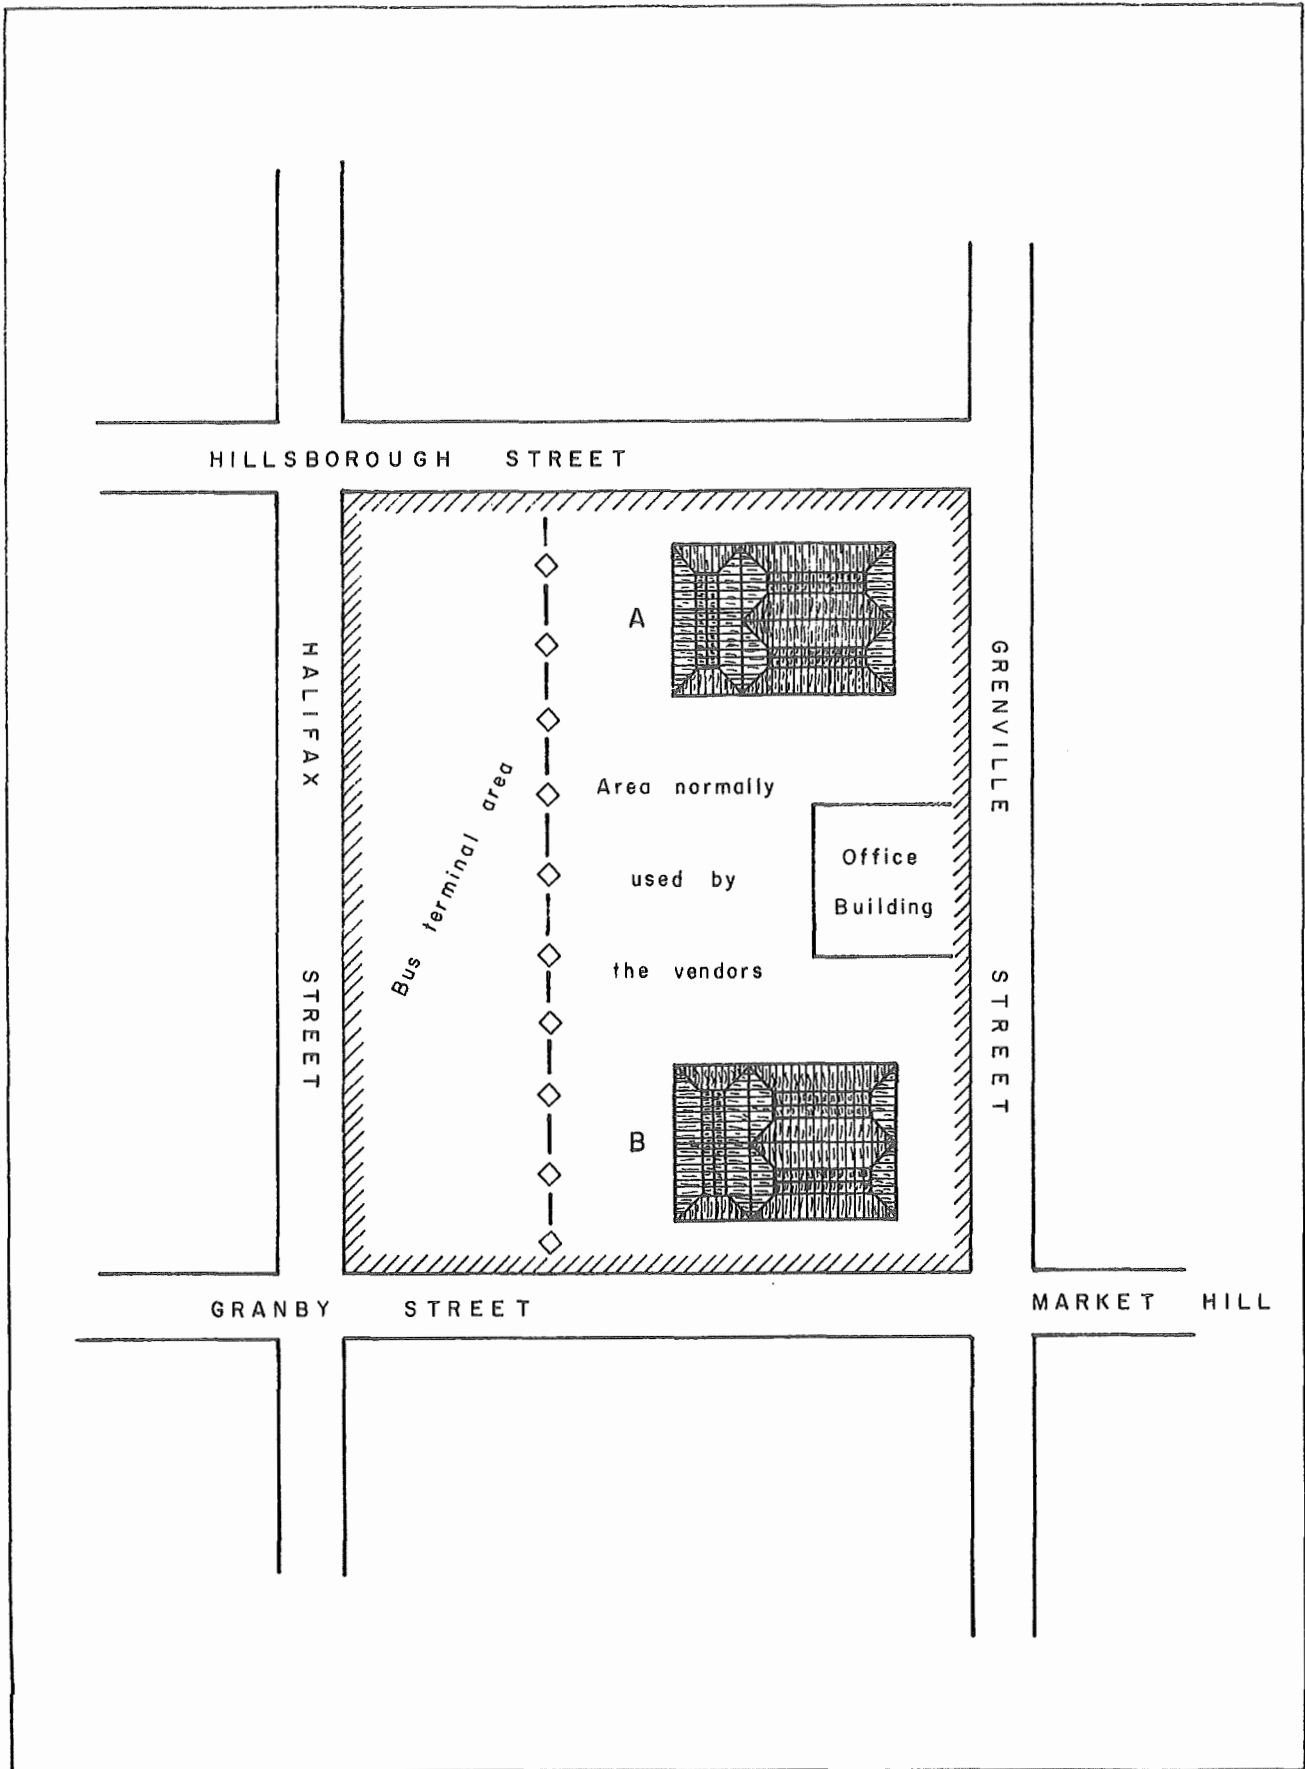 HILLSBOROUGH STREET
A
HALIFAX STREET
GRENVILLE STREET
Bus terminal area
Area normally
used by
the vendors
Office
Building
B
GRANBY STREET
MARKET HILL